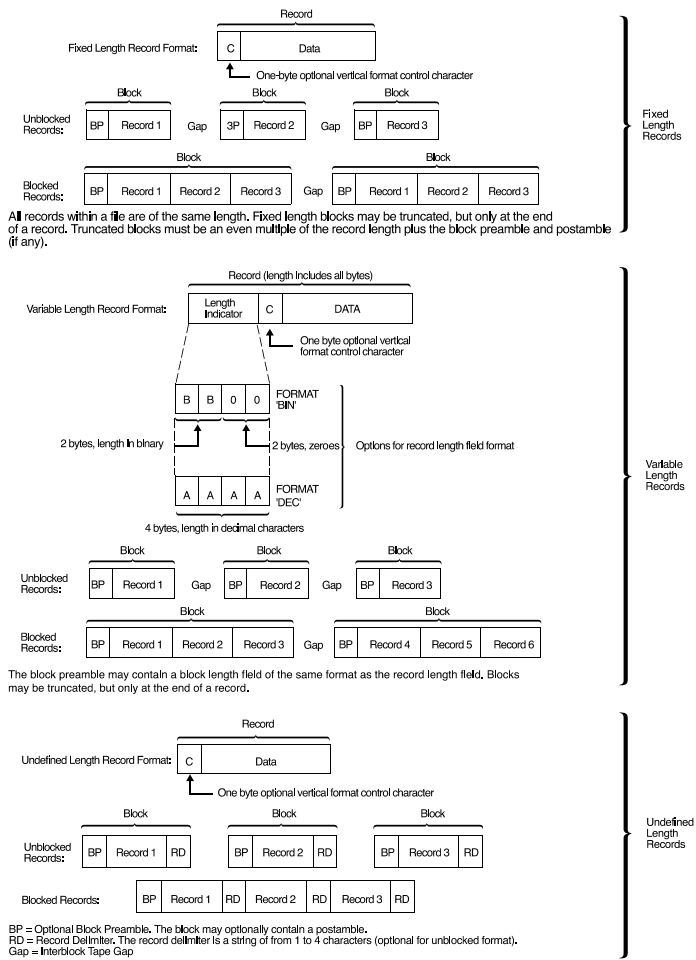 Record
Fixed Length Record Format: C Data
One-byte optional vertical format control character
Block Block Block
Unblocked Records: BP Record 1 Gap 3P Record 2 Gap BP Record 3
Block Block
Blocked Records: BP Record 1 Record 2 Record 3 Gap BP Record 1 Record 2 Record 3
Fixed
Length
Records
All records within a file are of the same length. Fixed length blocks may be truncated, but only at the end
of a record. Truncated blocks must be an even multiple of the record length plus the block preamble and postamble
(if any).
Record (length Includes all bytes)
Variable Length Record Format: Length Indicator C DATA
One byte optional vertical
format control character
B B 0 0 FORMAT 'BIN'
2 bytes, length in binary 2 bytes, zeroes Options for record length field format
A A A A FORMAT 'DEC'
4 bytes, length in decimal characters
Variable
Length
Records
Block Block Block
Unblocked Records: BP Record 1 Gap BP Record 2 Gap BP Record 3
Block Block
Blocked Records: BP Record 1 Record 2 Record 3 Gap BP Record 4 Record 5 Record 6
The block preamble may contain a block length field of the same format as the record length field. Blocks
may be truncated, but only at the end of a record.
Record
Undefined Length Record Format: C Data
One byte optional vertical format control character
Block Block Block
Unblocked Records: BP Record 1 RD BP Record 2 RD BP Record 3 RD
Blocked Records: BP Record 1 RD Record 2 RD Record 3 RD
Undefined
Length
Records
BP = Optional Block Preamble. The block may optionally contain a postamble.
RD = Record Delimiter. The record delimiter is a string of from 1 to 4 characters (optional for unblocked format).
Gap = Interblock Tape Gap